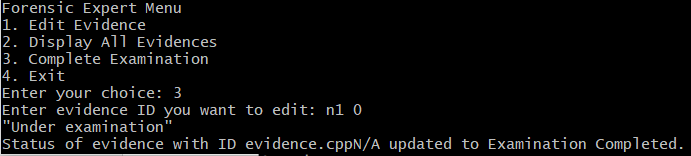 Forensic Expert Menu
1. Edit Evidence
2. Display All Evidences
3. Complete Examination
4. Exit
Enter your choice: 3
Enter evidence ID you want to edit: n1 0
"Under examination"
Status of evidence with ID evidence.cppN/A updated to Examination Completed.